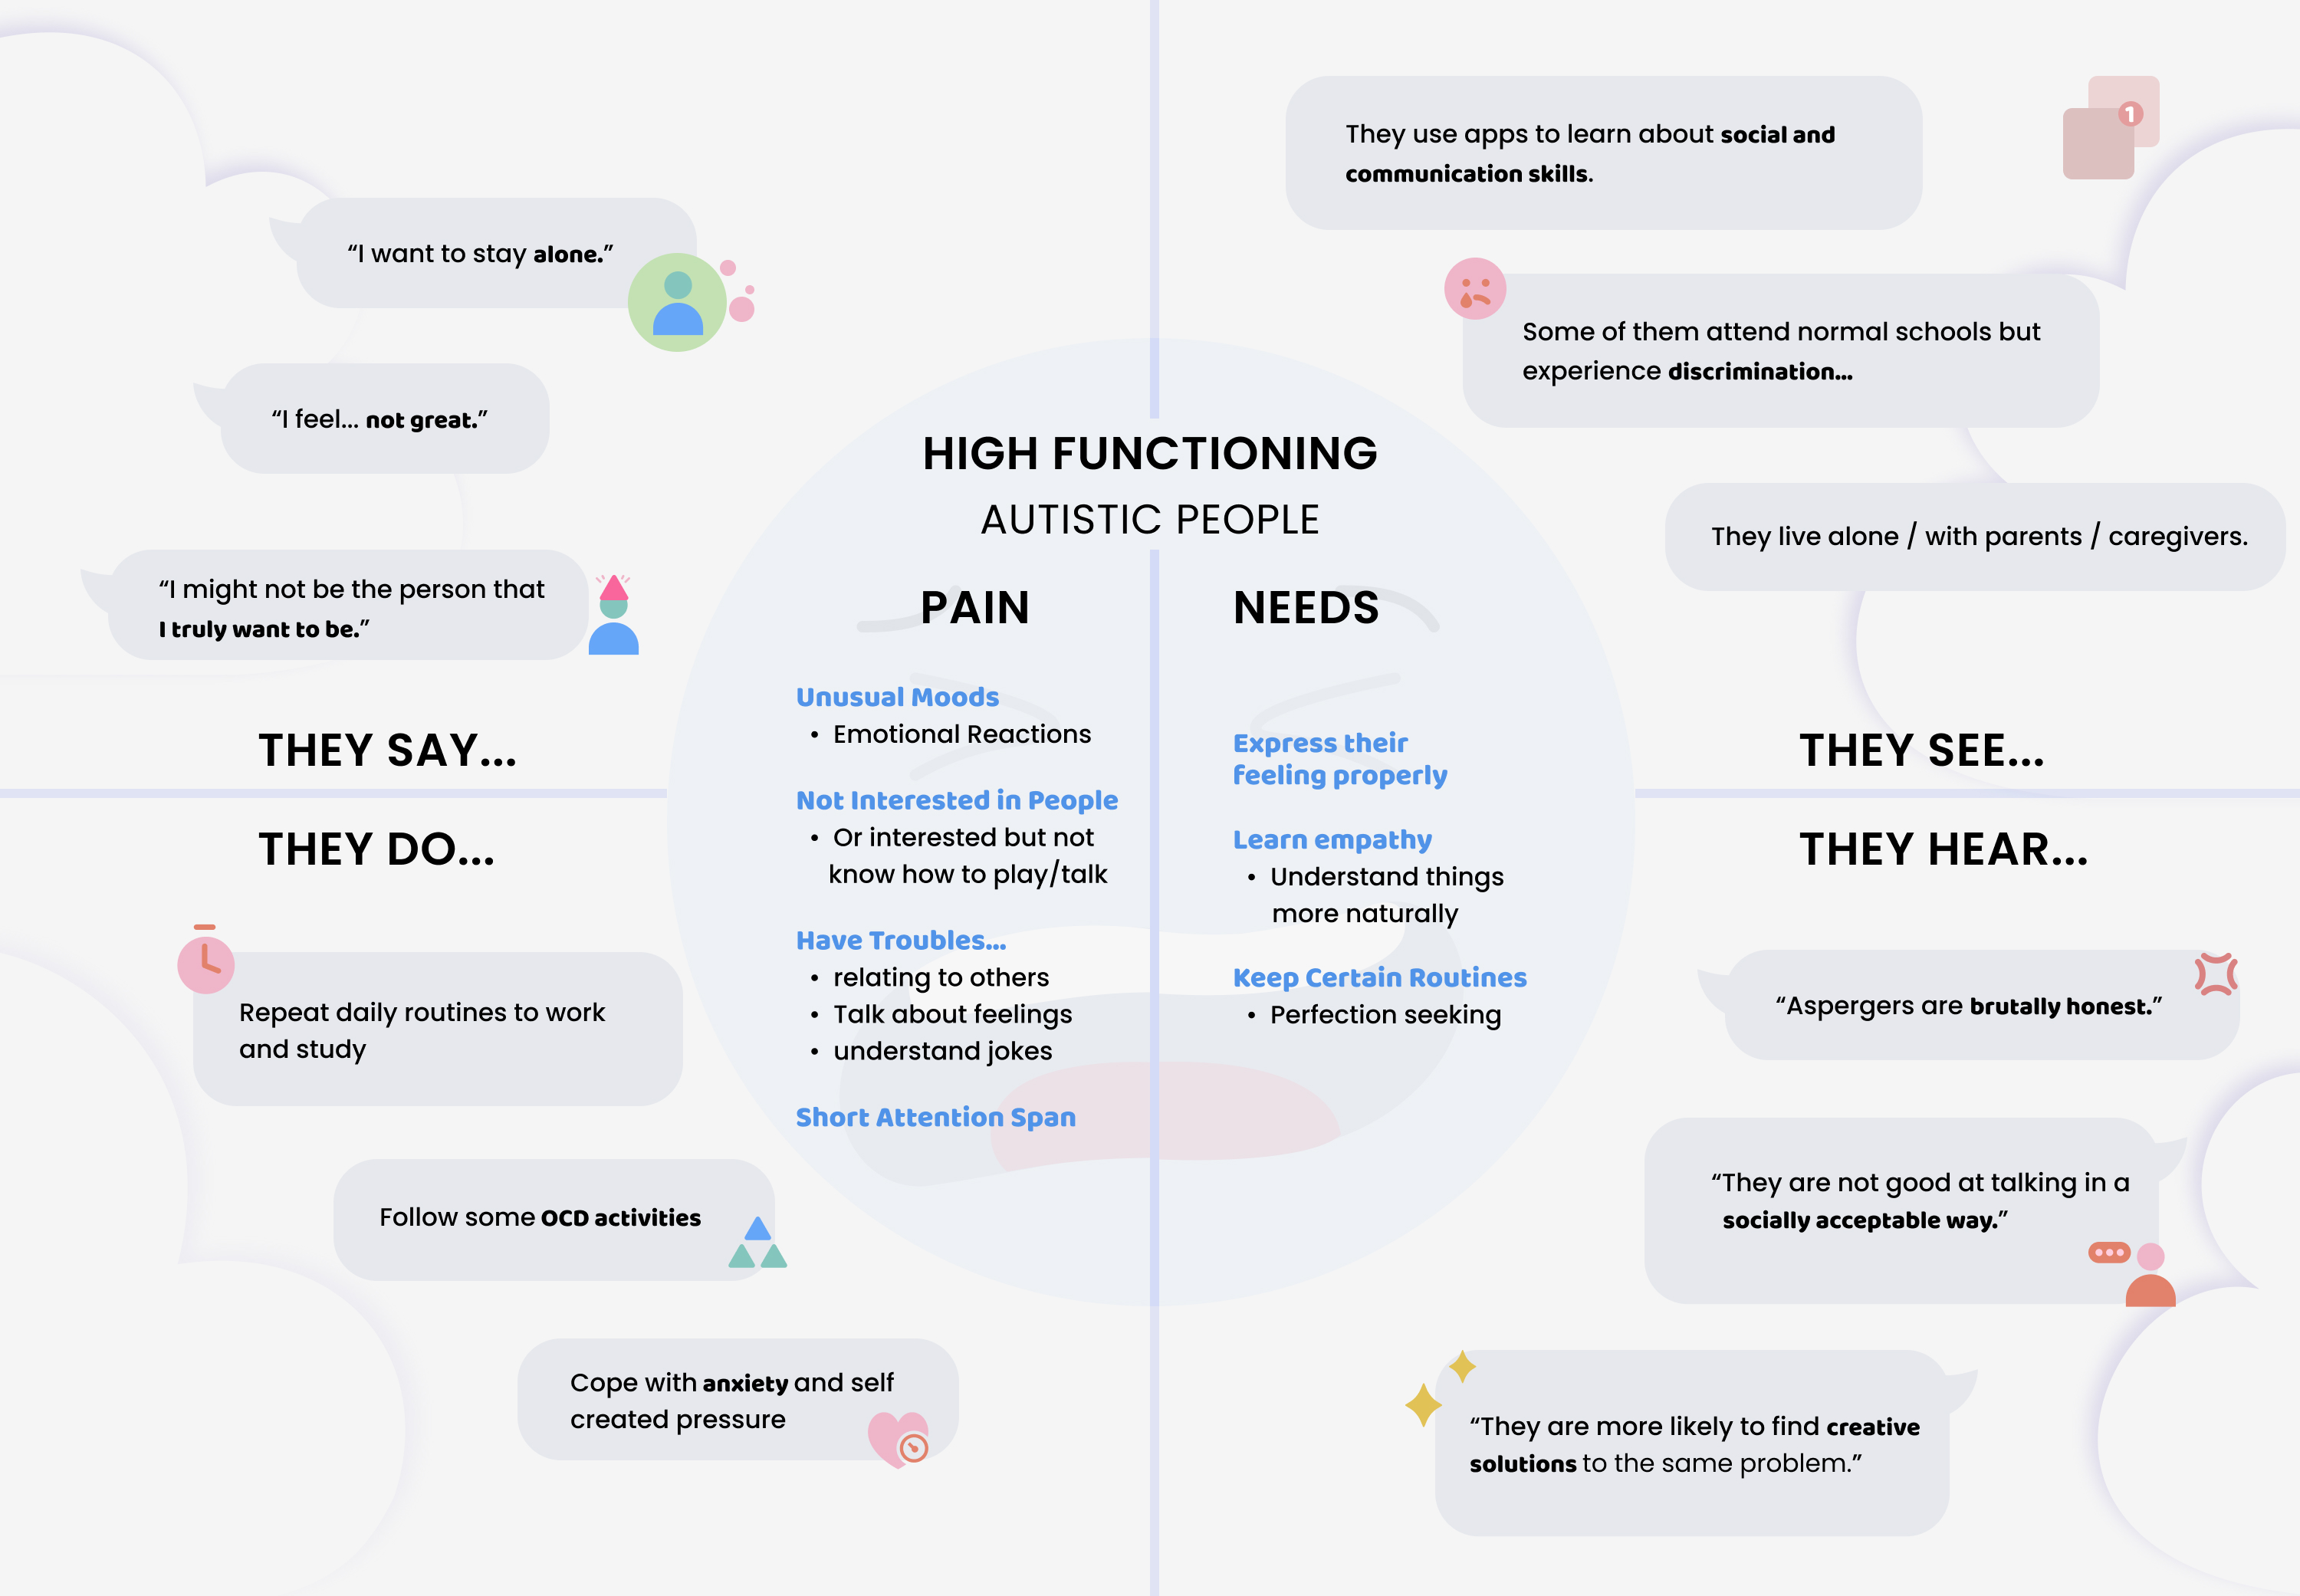 “I want to stay alone.”
“I feel... not great.”
“I might not be the person that
I truly want to be.”
THEY SAY...
They use apps to learn about social and
communication skills.
1
Some of them attend normal schools but
experience discrimination...
They live alone / with parents / caregivers.
THEY SEE...
HIGH FUNCTIONING
AUTISTIC PEOPLE
PAIN
Unusual Moods
• Emotional Reactions
Not Interested in People
• Or interested but not
know how to play/talk
Have Troubles...
• relating to others
• Talk about feelings
• understand jokes
Short Attention Span
NEEDS
Express their
feeling properly
Learn empathy
• Understand things
more naturally
Keep Certain Routines
• Perfection seeking
THEY DO...
Repeat daily routines to work
and study
Follow some OCD activities
Cope with anxiety and self
created pressure
THEY HEAR...
“Aspergers are brutally honest.”
“They are not good at talking in a
socially acceptable way.”
“They are more likely to find creative
solutions to the same problem.”